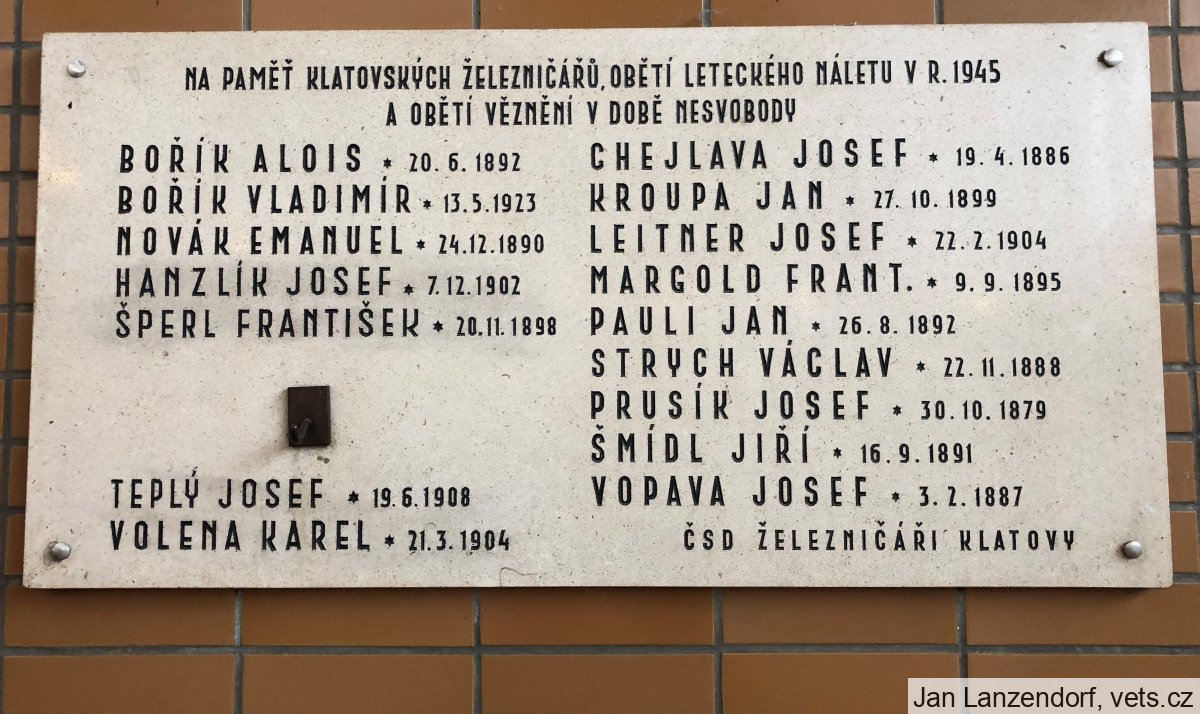 NA PAMĚŤ KLATOVSKÝCH ŽELEZNIČÁŘŮ, OBĚTÍ LETECKÉHO NÁLETU V R. 1945
A OBĚTÍ VĚZNĚNÍ V DOBĚ NESVOBODY
BOŘÍK ALOIS * 20. 6. 1892
BOŘÍK VLADIMÍR * 13. 5. 1923
NOVÁK EMANUEL * 24. 12. 1890
HANZLÍK JOSEF * 7. 12. 1902
ŠPERL FRANTIŠEK * 20. 11. 1898
TEPLÝ JOSEF * 19. 6. 1908
VOLENA KAREL * 21. 3. 1904
CHEJLAVA JOSEF * 19. 4. 1886
KROUPA JAN * 27. 10. 1899
LEITNER JOSEF * 22. 2. 1904
MARGOLD FRANT. * 9. 9. 1895
PAULI JAN * 26. 8. 1892
STRYCH VÁCLAV * 22. 11. 1888
PRUSÍK JOSEF * 30. 10. 1879
ŠMÍDL JIŘÍ * 16. 9. 1891
VOPAVA JOSEF * 3. 2. 1887
ČSD ŽELEZNIČÁŘI KLATOVY
Jan Lanzendorf, vets.cz